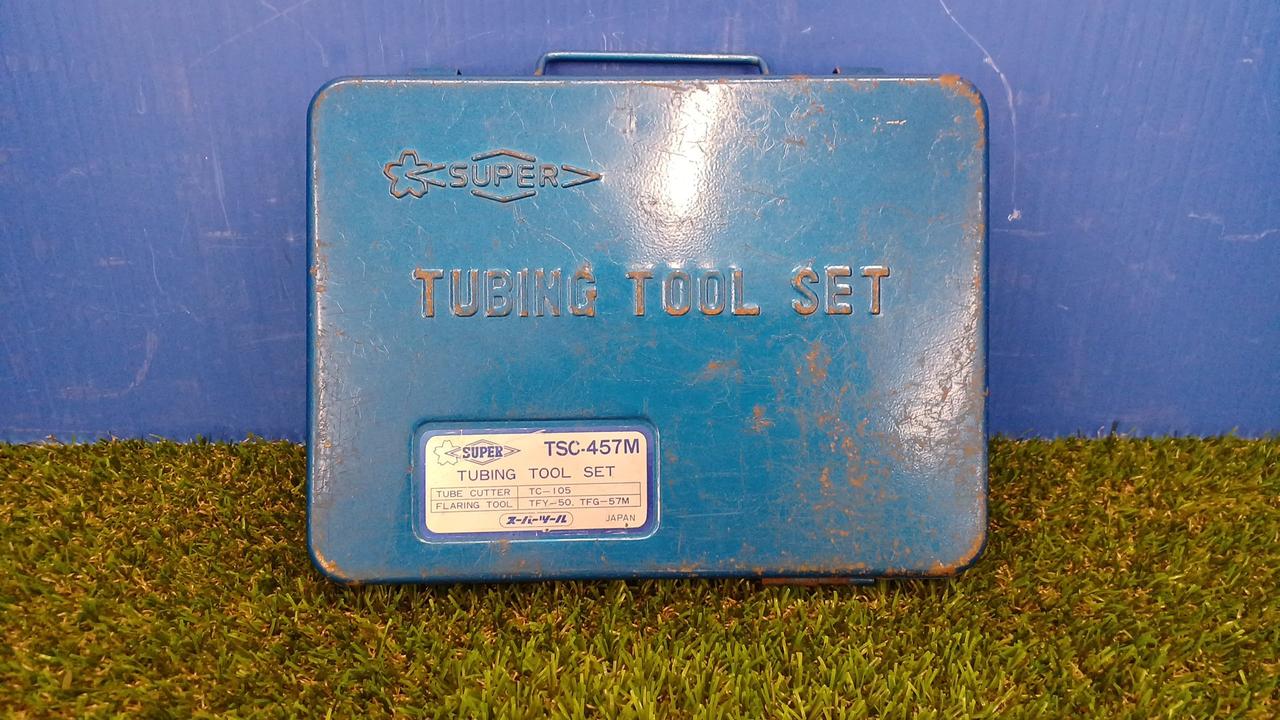 SUPER
TUBING TOOL SET
SUPER TSC-457M
TUBING TOOL SET
TUBE CUTTER TC-105
FLARING TOOL TFY-50, TFG-57M
スーパーツール JAPAN